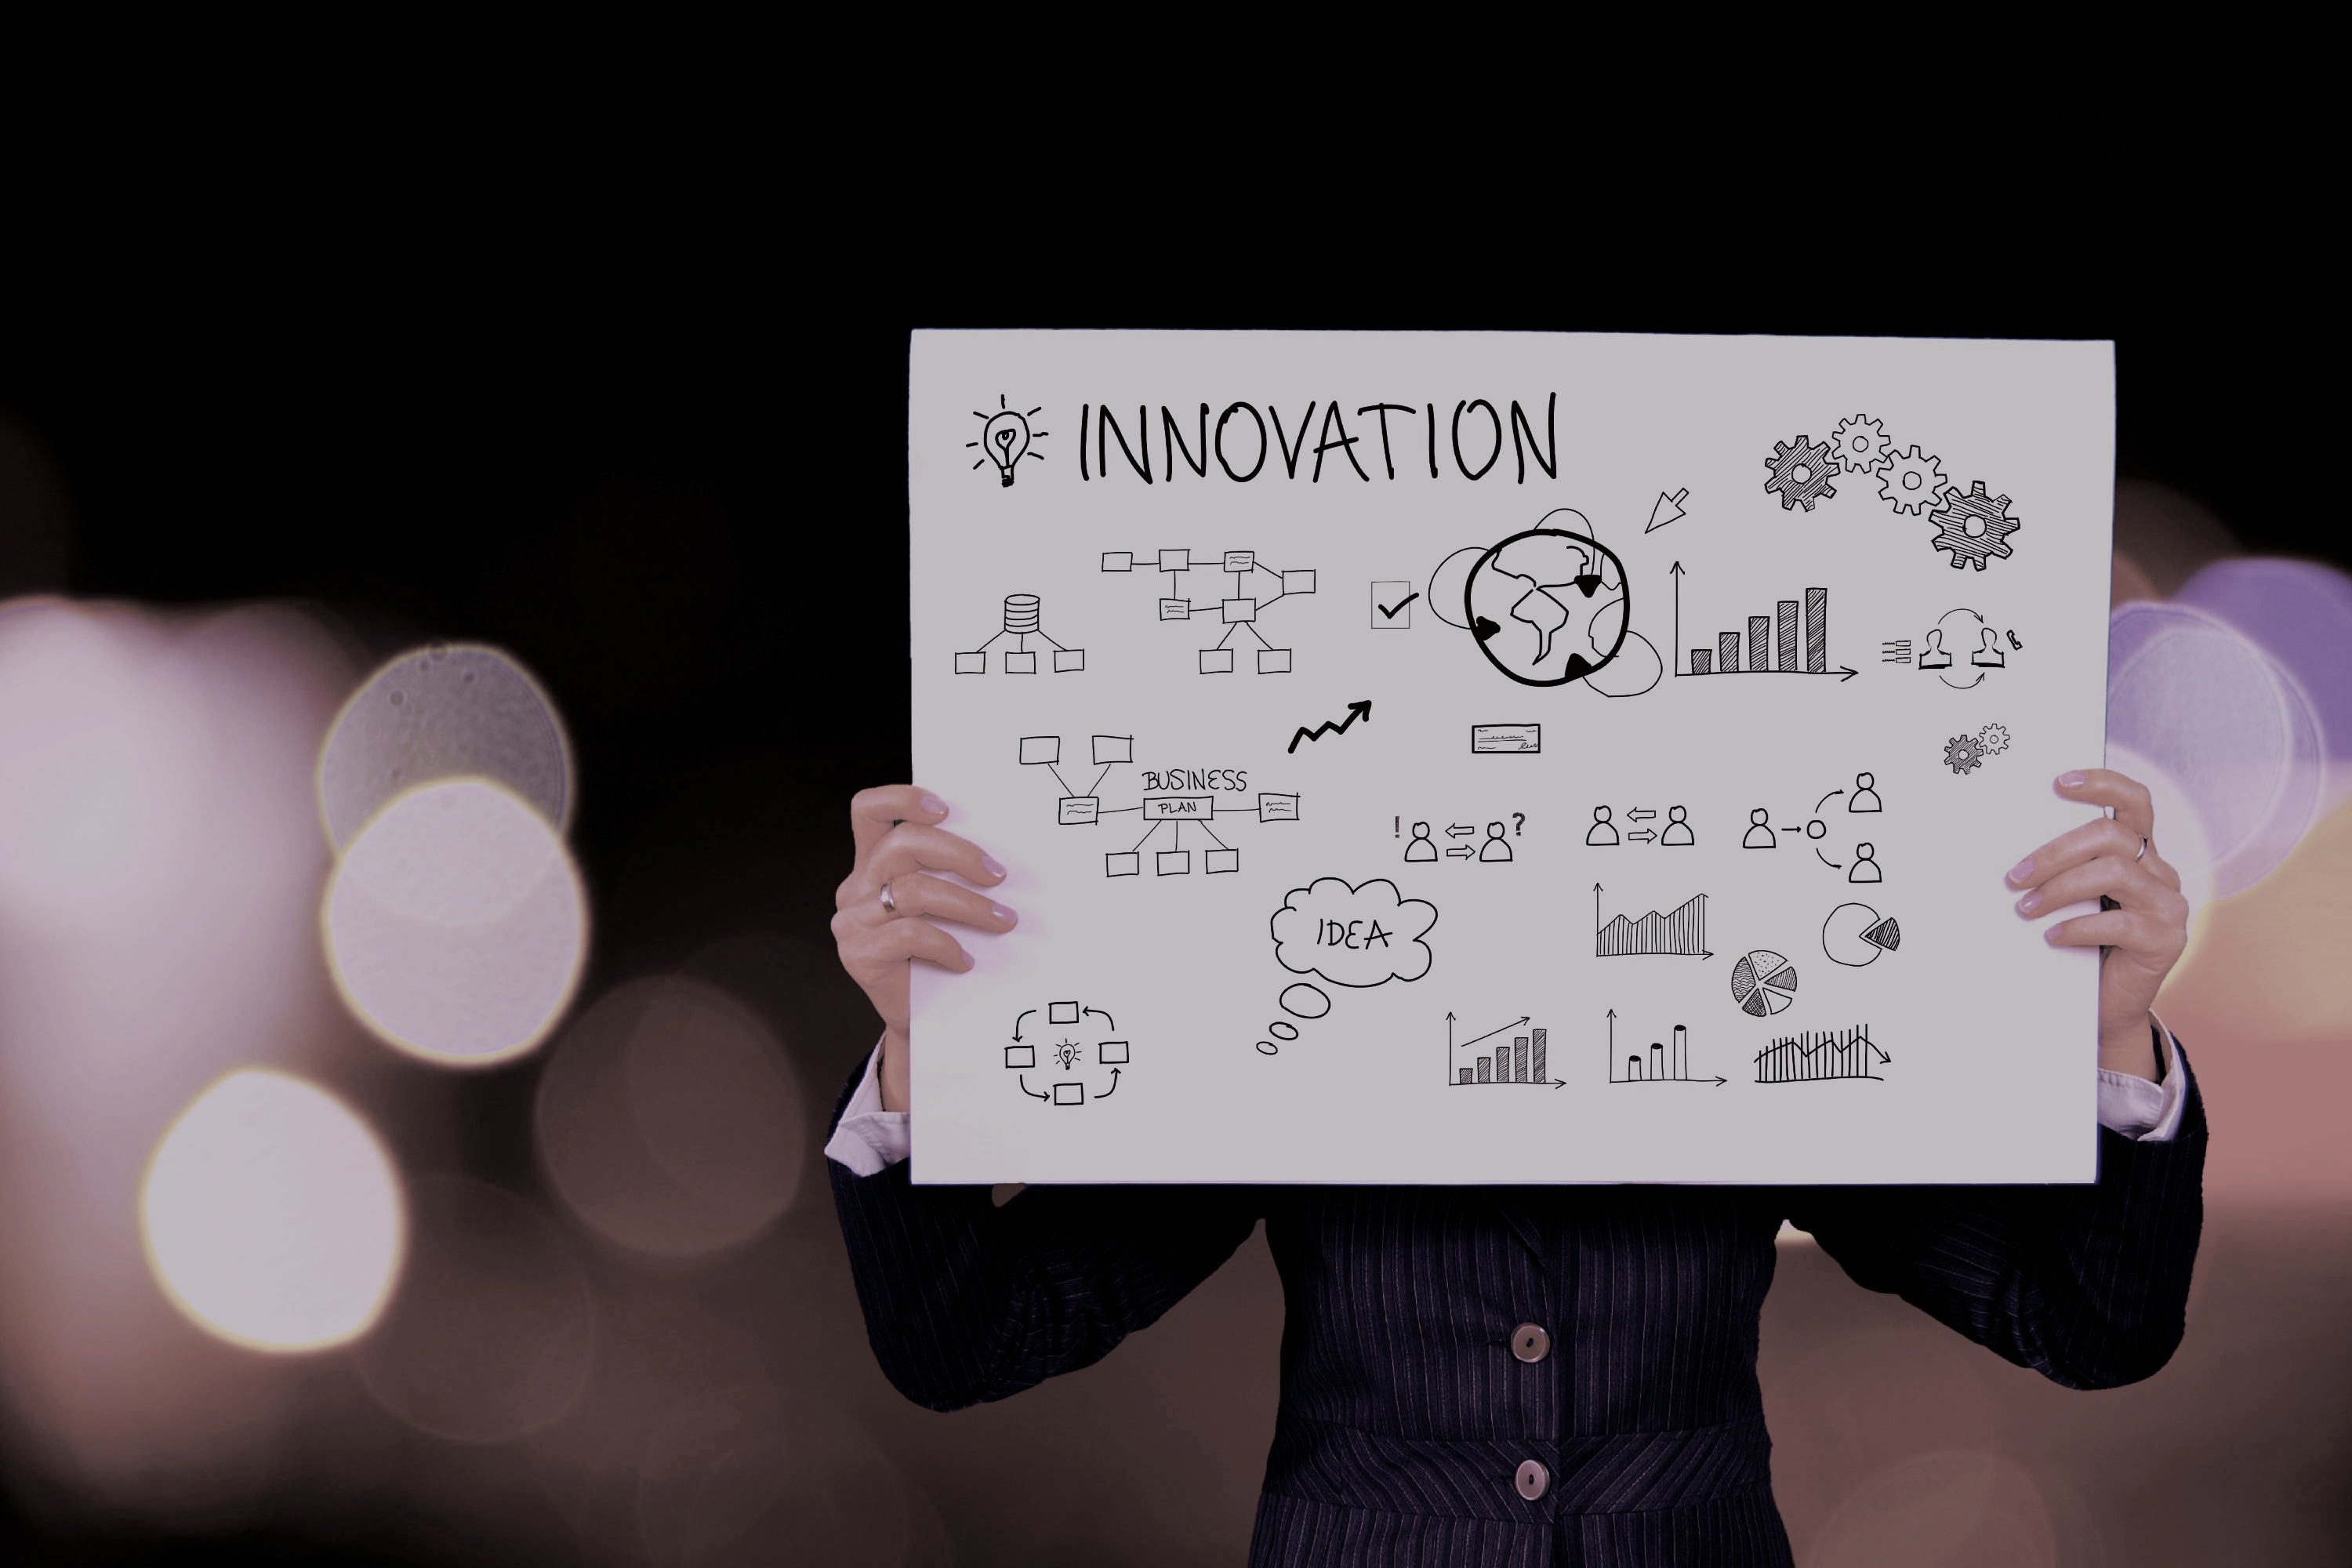 INNOVATION
BUSINESS
PLAN
! ?
IDEA